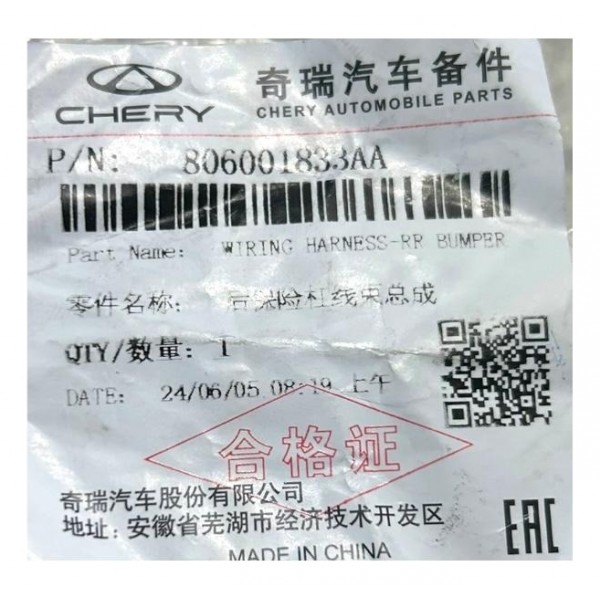 CHERY
奇瑞汽车备件
CHERY AUTOMOBILE PARTS
P/N: 806001833AA
Part Name: WIRING HARNESS-RR BUMPER
零件名称: 后保险杠线束总成
QTY/数量: 1
DATE: 24/06/05 08:19 上午
合格证
奇瑞汽车股份有限公司
地址: 安徽省芜湖市经济技术开发区
MADE IN CHINA
EAC